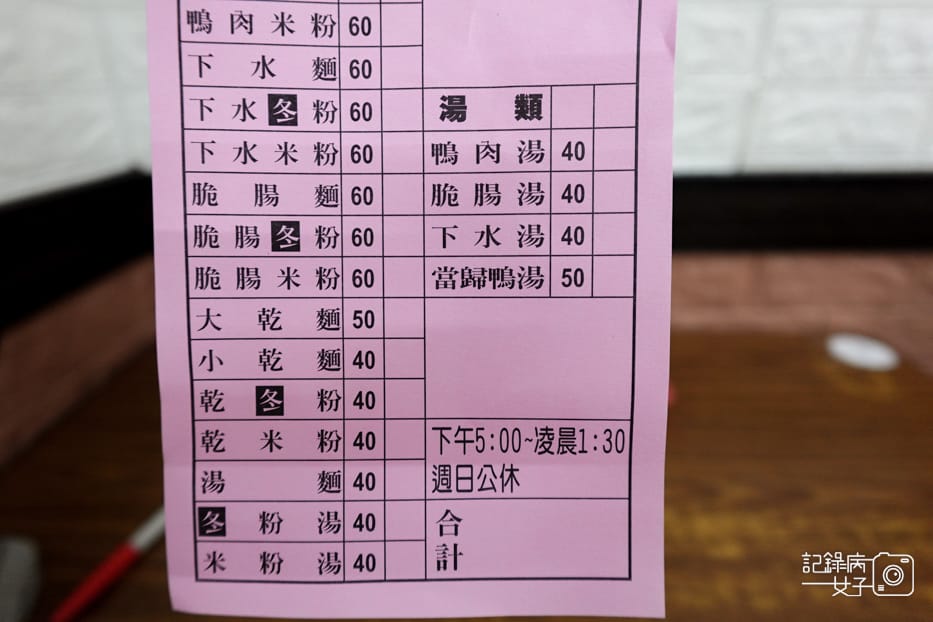 鴨肉米粉 60
下水麵 60
下水冬粉 60
下水米粉 60
脆腸麵 60
脆腸冬粉 60
脆腸米粉 60
大乾麵 50
小乾麵 40
乾冬粉 40
乾米粉 40
湯麵 40
冬粉湯 40
米粉湯 40
湯類
鴨肉湯 40
脆腸湯 40
下水湯 40
當歸鴨湯 50
下午5:00~凌晨1:30
週日公休
合計
記錄病
女子